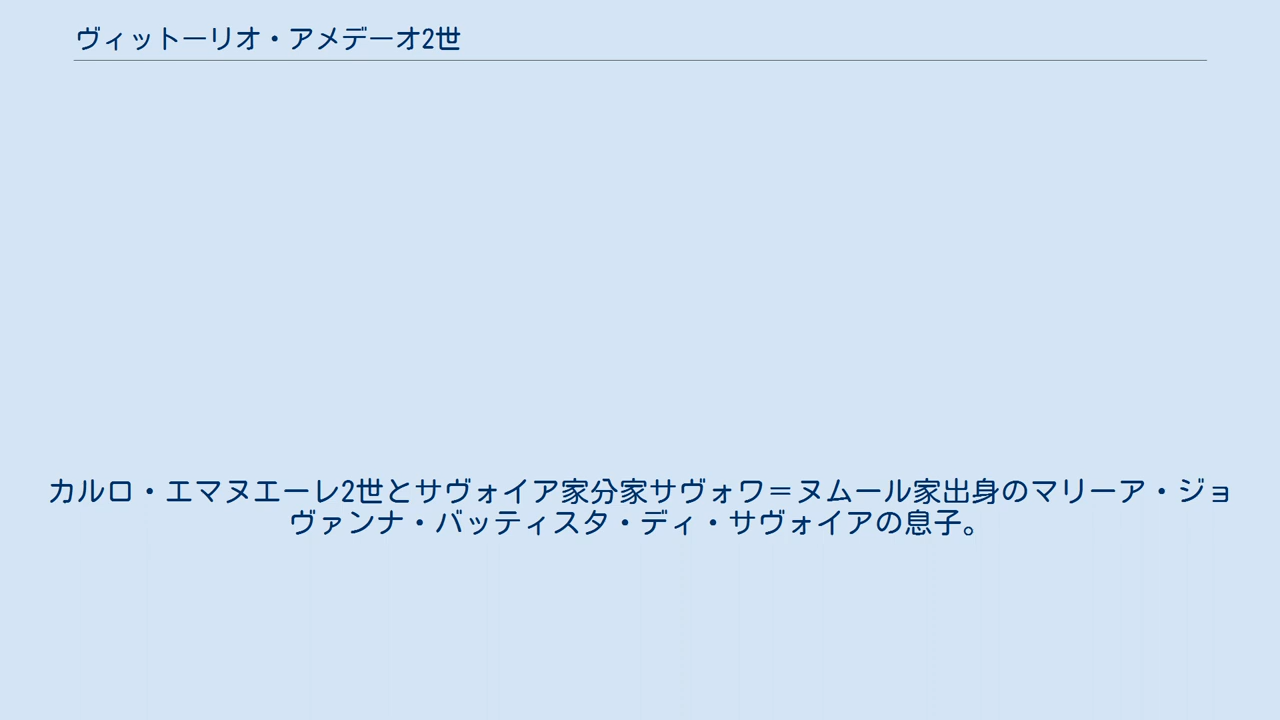 ヴィットーリオ・アメデーオ2世
カルロ・エマヌエーレ2世とサヴォイア家分家サヴォワ＝ヌムール家出身のマリーア・ジョ
ヴァンナ・バッティスタ・ディ・サヴォイアの息子。